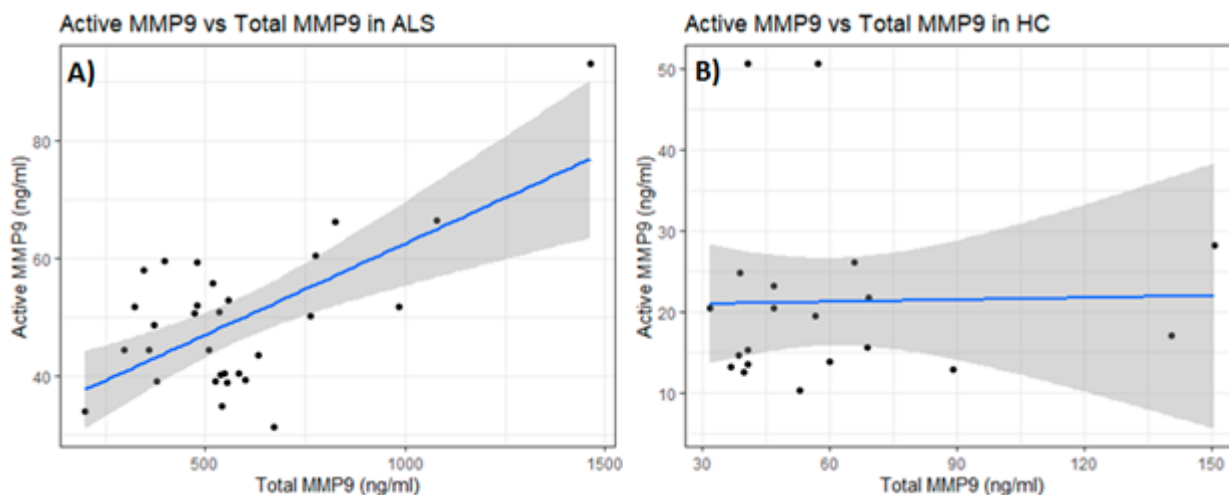 Active MMP9 vs Total MMP9 in ALS
A)
Active MMP9 (ng/ml)
80
60
40
500
1000
1500
Total MMP9 (ng/ml)
Active MMP9 vs Total MMP9 in HC
B)
Active MMP9 (ng/ml)
50
40
30
20
10
30
60
90
120
150
Total MMP9 (ng/ml)